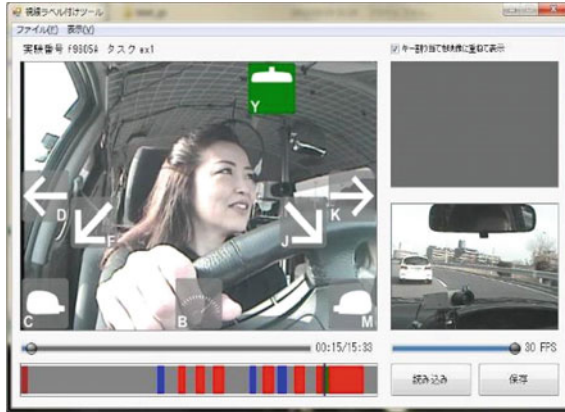 視線ラベル付けツール
ファイル(F) 表示(V)
実験番号 F9805A タスク ex1
キー割り当てを映像に重ねて表示
Y
D
F
J
K
C
B
M
00:15/15:33
30 FPS
読み込み
保存